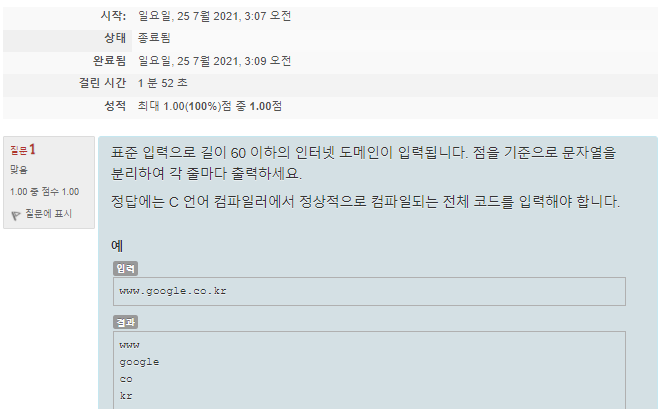 시작: 일요일, 25 7월 2021, 3:07 오전
상태 종료됨
완료됨 일요일, 25 7월 2021, 3:09 오전
걸린 시간 1 분 52 초
성적 최대 1.00(100%)점 중 1.00점
질문 1
맞음
1.00 중 점수 1.00
질문에 표시
표준 입력으로 길이 60 이하의 인터넷 도메인이 입력됩니다. 점을 기준으로 문자열을
분리하여 각 줄마다 출력하세요.
정답에는 C 언어 컴파일러에서 정상적으로 컴파일되는 전체 코드를 입력해야 합니다.
예
입력
www.google.co.kr
결과
www
google
co
kr